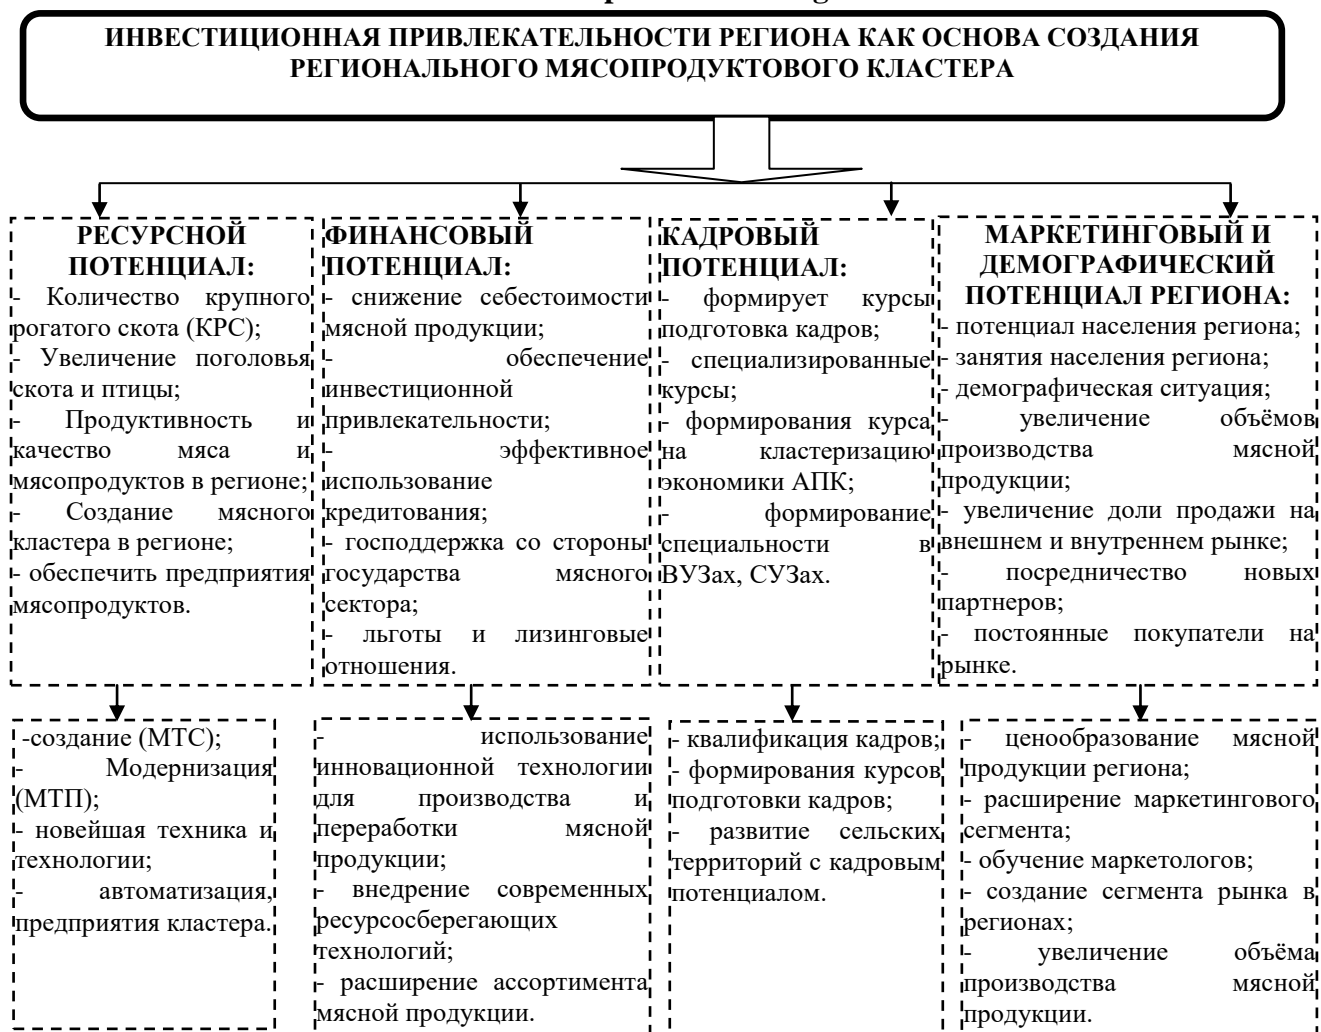 ИНВЕСТИЦИОННАЯ ПРИВЛЕКАТЕЛЬНОСТИ РЕГИОНА КАК ОСНОВА СОЗДАНИЯ
РЕГИОНАЛЬНОГО МЯСОПРОДУКТОВОГО КЛАСТЕРА
РЕСУРСНОЙ
ПОТЕНЦИАЛ:
- Количество крупного
рогатого скота (КРС);
- Увеличение поголовья
скота и птицы;
- Продуктивность и
качество мяса и
мясопродуктов в регионе;
- Создание мясного
кластера в регионе;
- обеспечить предприятия
мясопродуктов.
ФИНАНСОВЫЙ
ПОТЕНЦИАЛ:
- снижение себестоимости
мясной продукции;
- обеспечение
инвестиционной
привлекательности;
- эффективное
использование
кредитования;
- господдержка со стороны
государства мясного
сектора;
- льготы и лизинговые
отношения.
КАДРОВЫЙ
ПОТЕНЦИАЛ:
- формирует курсы
подготовка кадров;
- специализированные
курсы;
- формирования курса
на кластеризацию
экономики АПК;
- формирование
специальности в
ВУЗах, СУЗах.
МАРКЕТИНГОВЫЙ И
ДЕМОГРАФИЧЕСКИЙ
ПОТЕНЦИАЛ РЕГИОНА:
- потенциал населения региона;
- занятия населения региона;
- демографическая ситуация;
- увеличение объёмов
производства мясной
продукции;
- увеличение доли продажи на
внешнем и внутреннем рынке;
- посредничество новых
партнеров;
- постоянные покупатели на
рынке.
-создание (МТС);
- Модернизация
(МТП);
- новейшая техника и
технологии;
- автоматизация,
предприятия кластера.
- использование
инновационной технологии
для производства и
переработки мясной
продукции;
- внедрение современных
ресурсосберегающих
технологий;
- расширение ассортимента
мясной продукции.
- квалификация кадров;
- формирования курсов
подготовки кадров;
- развитие сельских
территорий с кадровым
потенциалом.
- ценообразование мясной
продукции региона;
- расширение маркетингового
сегмента;
- обучение маркетологов;
- создание сегмента рынка в
регионах;
- увеличение объёма
производства мясной
продукции.